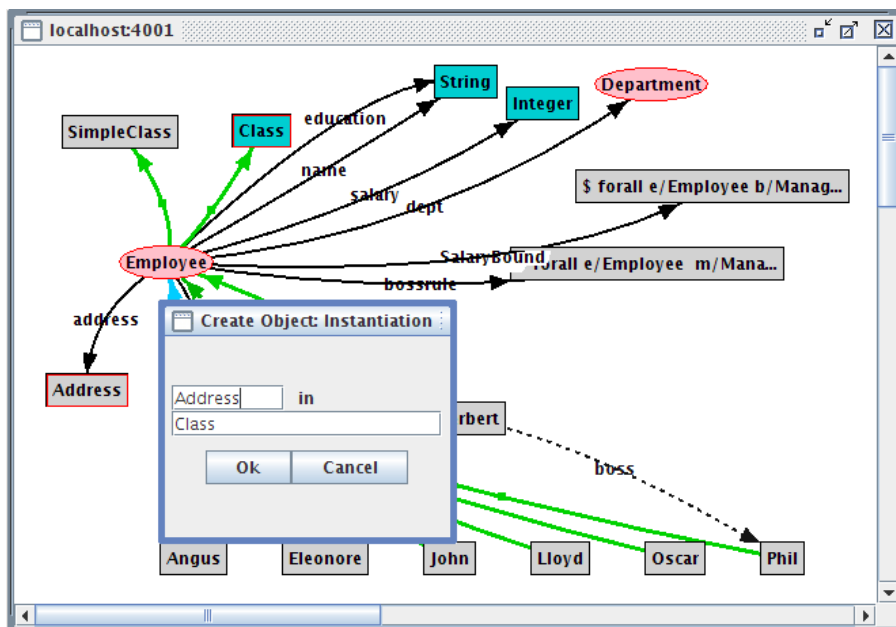 localhost:4001
String
Department
Integer
education
SimpleClass
Class
name
salary
$ forall e/Employee b/Manag...
dept
SalaryBound
Employee
forall e/Employee m/Mana...
bossrule
address
Create Object: Instantiation
Address
Address in
Class
rbert
Ok Cancel
boss
Angus Eleonore John Lloyd Oscar Phil